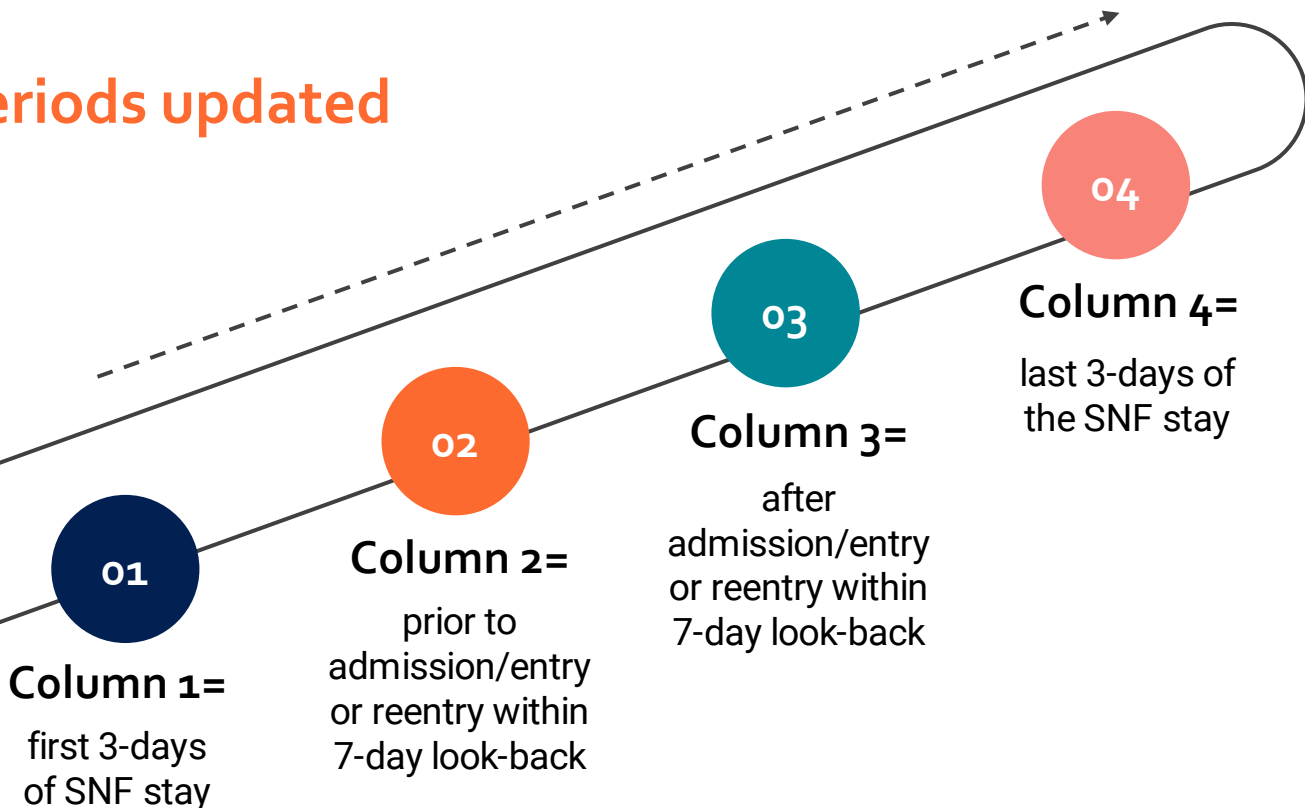 eriods updated
01
Column 1=
first 3-days
of SNF stay
02
Column 2=
prior to
admission/entry
or reentry within
7-day look-back
03
Column 3=
after
admission/entry
or reentry within
7-day look-back
04
Column 4=
last 3-days of
the SNF stay